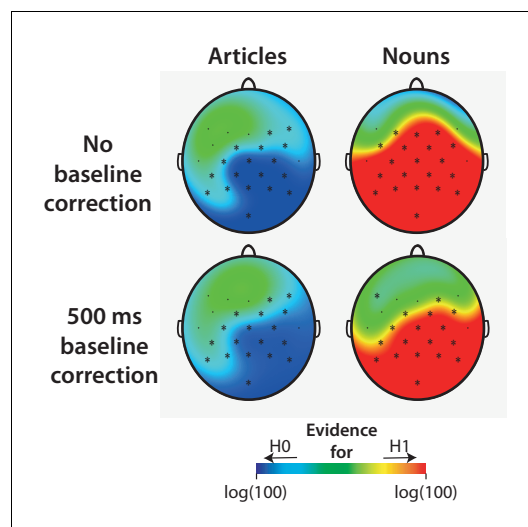 Articles Nouns
No
baseline
correction
500 ms
baseline
correction
Evidence
H0 for H1
log(100) log(100)